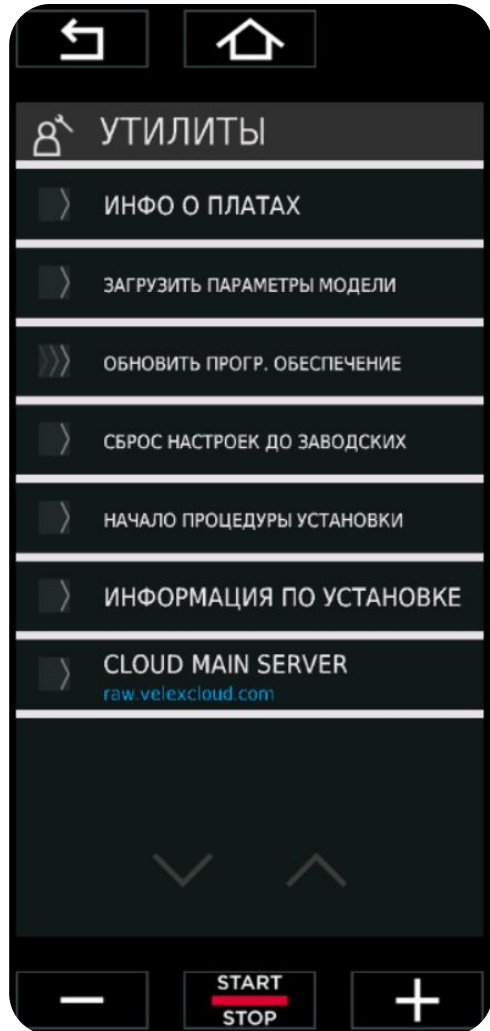 УТИЛИТЫ
ИНФО О ПЛАТАХ
ЗАГРУЗИТЬ ПАРАМЕТРЫ МОДЕЛИ
ОБНОВИТЬ ПРОГР. ОБЕСПЕЧЕНИЕ
СБРОС НАСТРОЕК ДО ЗАВОДСКИХ
НАЧАЛО ПРОЦЕДУРЫ УСТАНОВКИ
ИНФОРМАЦИЯ ПО УСТАНОВКЕ
CLOUD MAIN SERVER
raw.velexcloud.com
START
STOP